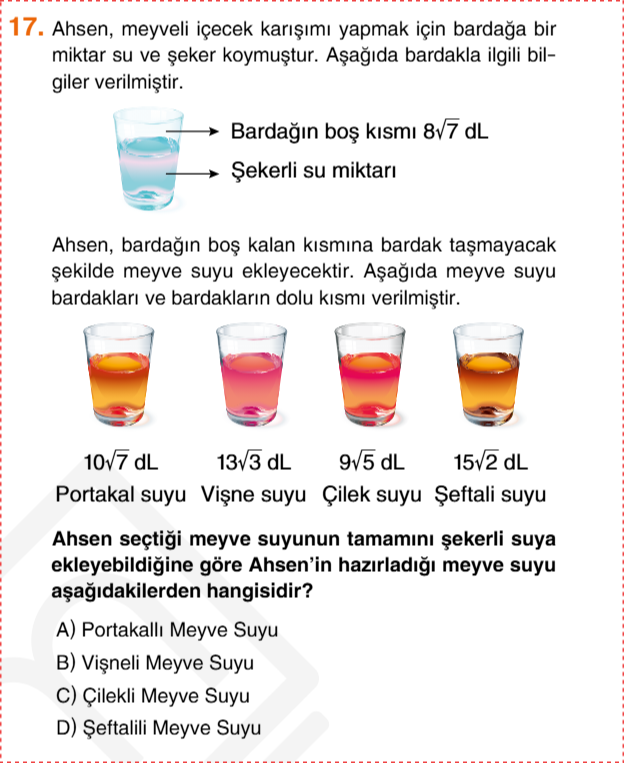 17. Ahsen, meyveli içecek karışımı yapmak için bardağa bir
miktar su ve şeker koymuştur. Aşağıda bardakla ilgili bil-
giler verilmiştir.
Bardağın boş kısmı 8√7 dL
Şekerli su miktarı
Ahsen, bardağın boş kalan kısmına bardak taşmayacak
şekilde meyve suyu ekleyecektir. Aşağıda meyve suyu
bardakları ve bardakların dolu kısmı verilmiştir.
10√7 dL 13√3 dL 9√5 dL 15√2 dL
Portakal suyu Vişne suyu Çilek suyu Şeftali suyu
Ahsen seçtiği meyve suyunun tamamını şekerli suya
ekleyebildiğine göre Ahsen'in hazırladığı meyve suyu
aşağıdakilerden hangisidir?
A) Portakallı Meyve Suyu
B) Vişneli Meyve Suyu
C) Çilekli Meyve Suyu
D) Şeftalili Meyve Suyu